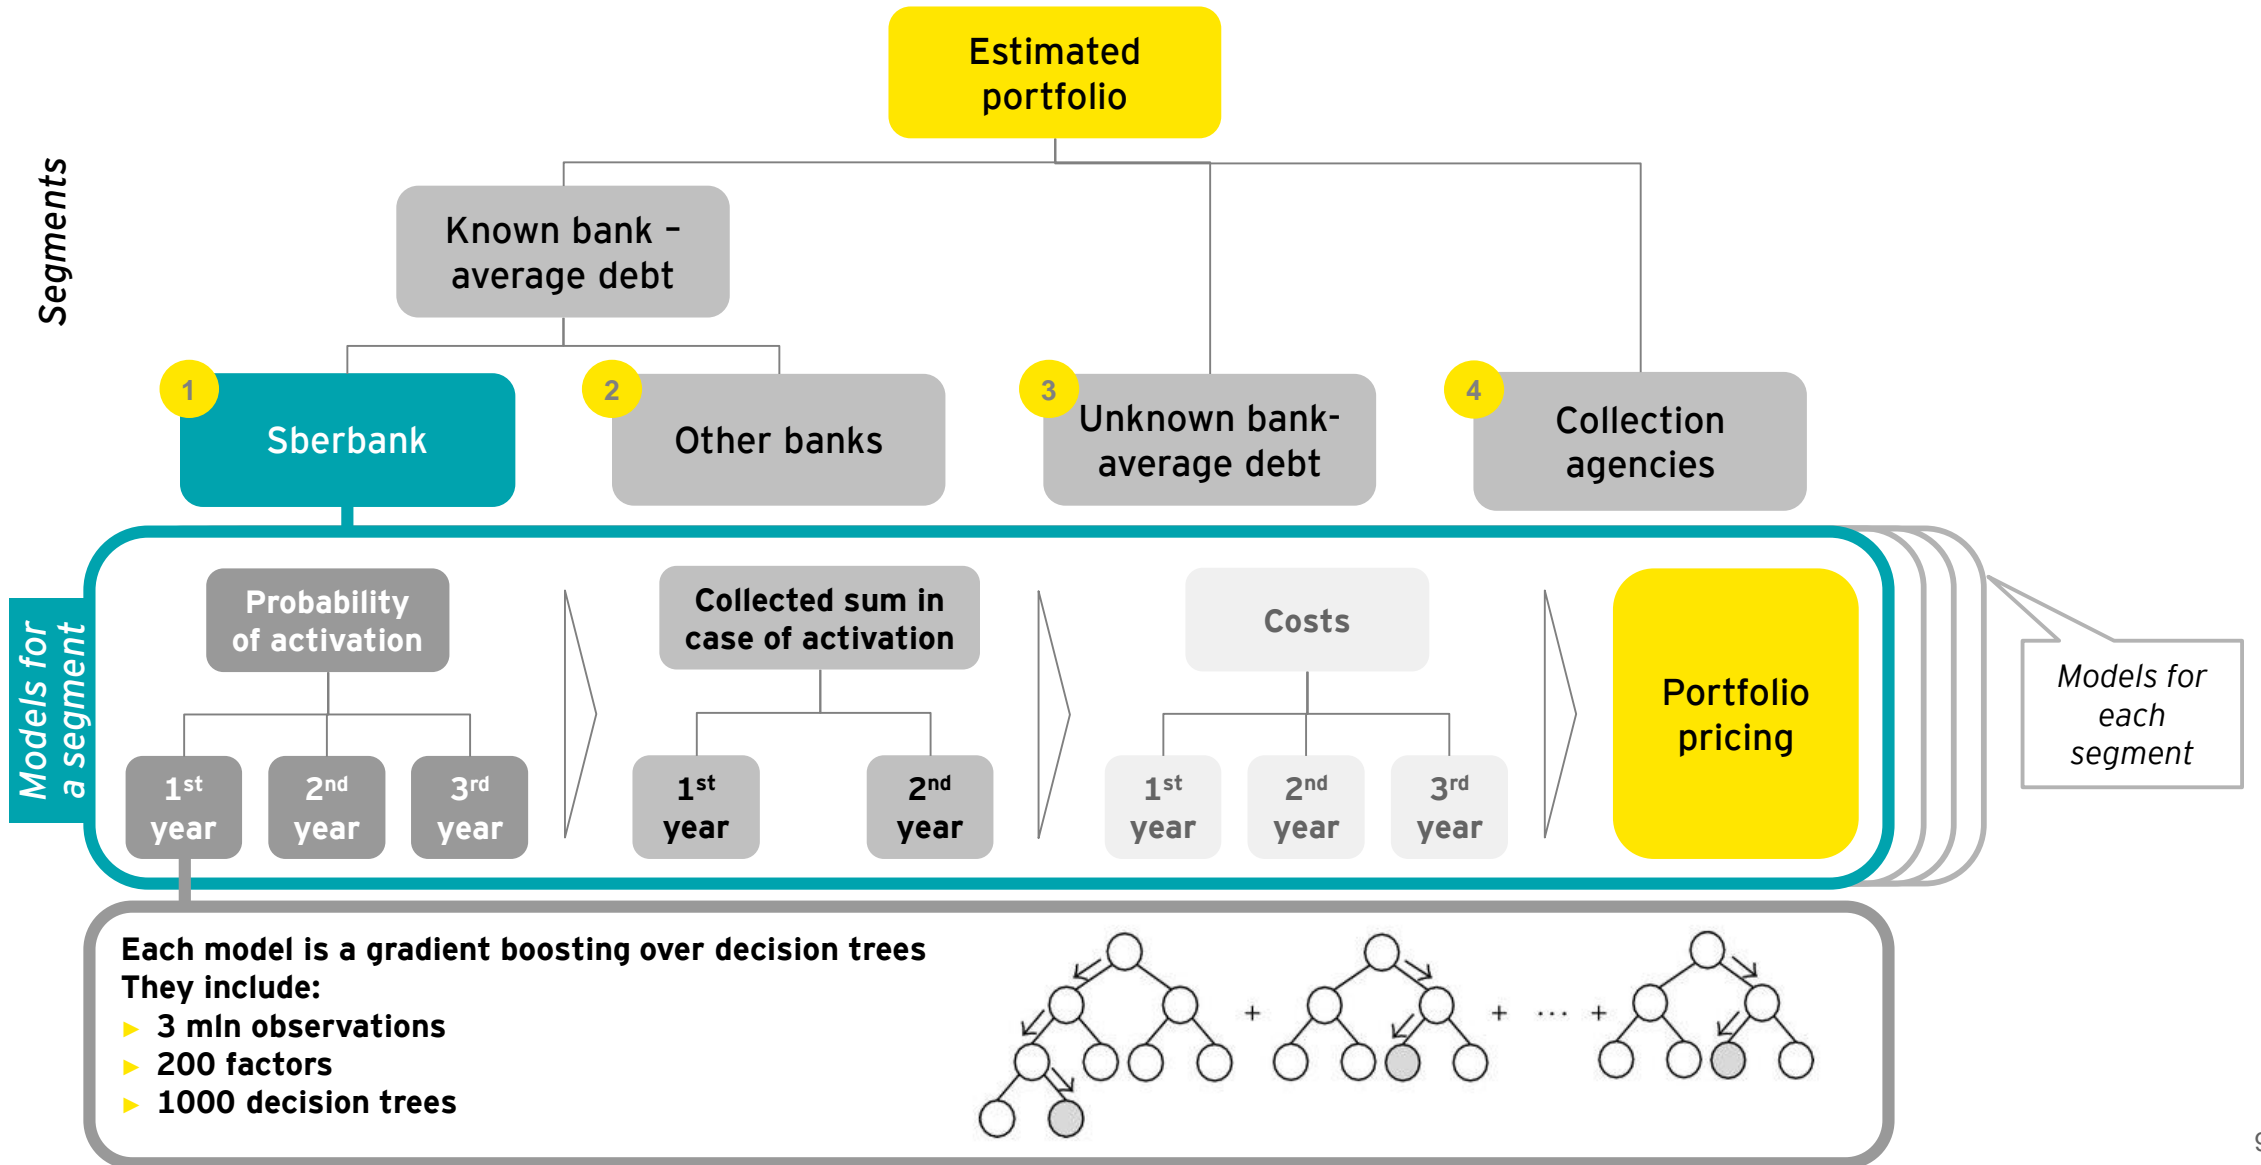 Estimated
portfolio
Segments
Known bank –
average debt
1
Sberbank
2
Other banks
3
Unknown bank-
average debt
4
Collection
agencies
Models for
a segment
Probability
of activation
1st
year
2nd
year
3rd
year
Collected sum in
case of activation
1st
year
2nd
year
Costs
1st
year
2nd
year
3rd
year
Portfolio
pricing
Models for
each
segment
Each model is a gradient boosting over decision trees
They include:
► 3 mln observations
► 200 factors
► 1000 decision trees
+ + ... +
9